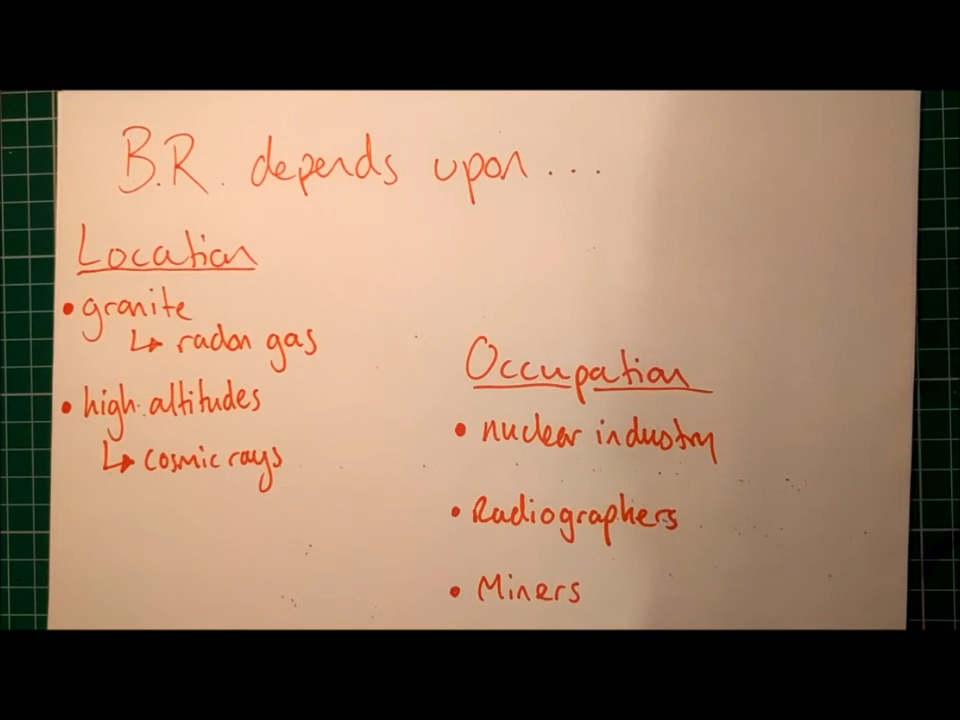 B.R. depends upon...
Location
• granite
↳ radon gas
• high altitudes
↳ cosmic rays
Occupation
• nuclear industry
• Radiographers
• Miners